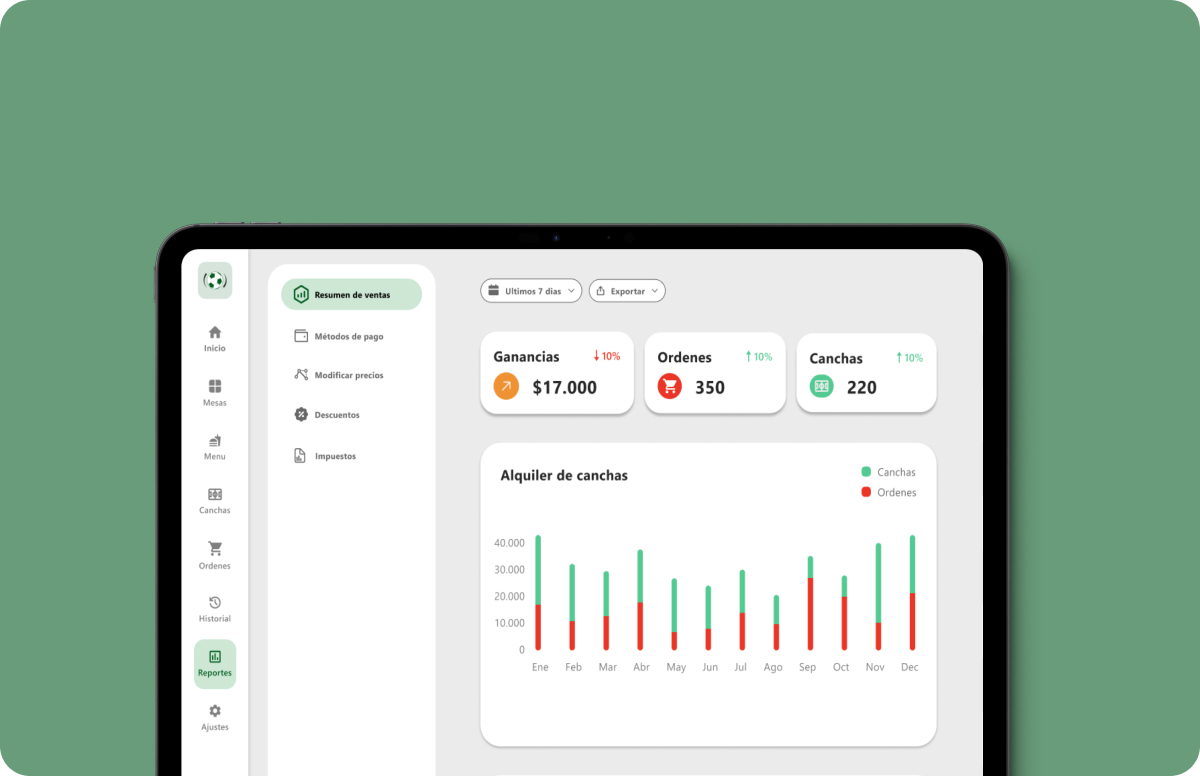 Inicio
Mesas
Menu
Canchas
Ordenes
Historial
Reportes
Ajustes
Resumen de ventas
Métodos de pago
Modificar precios
Descuentos
Impuestos
Ultimos 7 dias
Exportar
Ganancias
10%
$17.000
Ordenes
10%
350
Canchas
10%
220
Alquiler de canchas
Canchas
Ordenes
40.000
30.000
20.000
10.000
0
Ene Feb Mar Abr May Jun Jul Ago Sep Oct Nov Dec